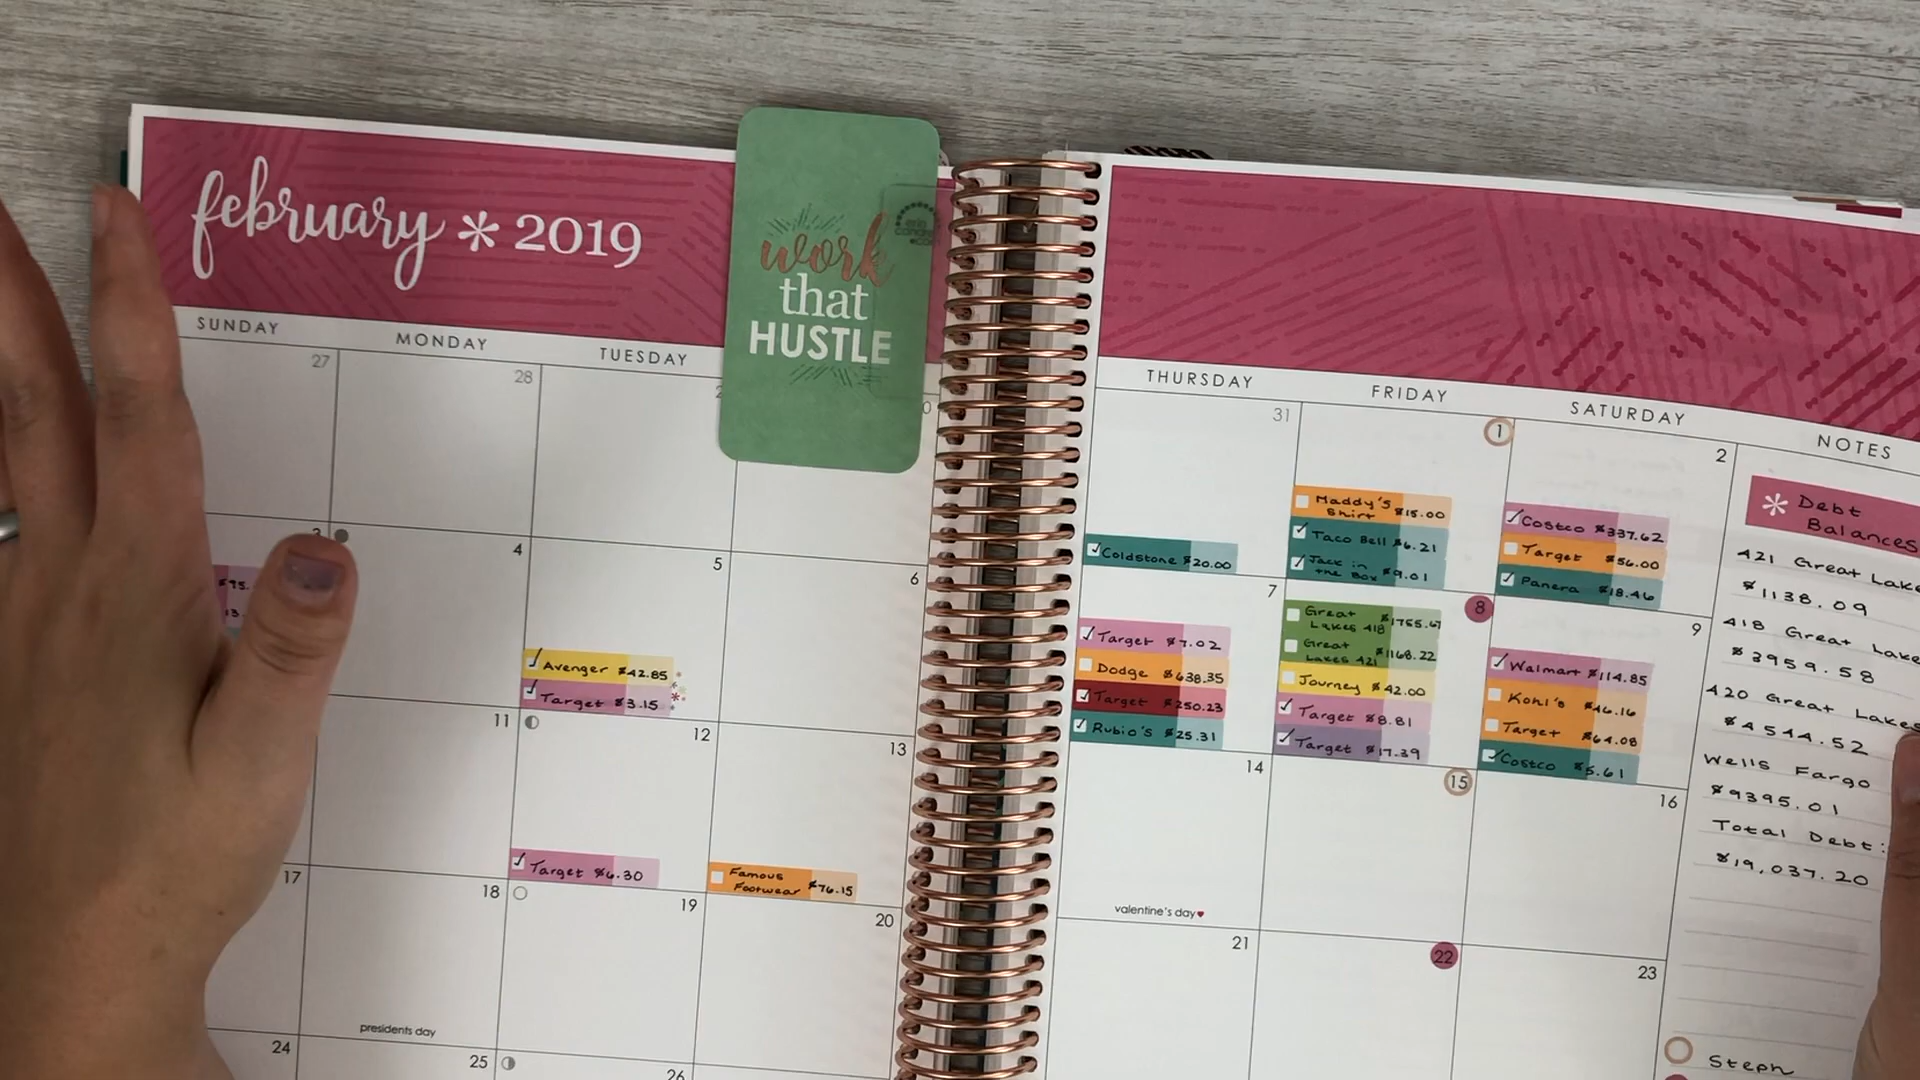 february * 2019
work
that
HUSTLE
SUNDAY
MONDAY
TUESDAY
THURSDAY
FRIDAY
SATURDAY
NOTES
27
28
31
1
2
Coldstone $20.00
Maddy's
Shirt $15.00
Taco Bell $6.21
Jack in
the Box $9.01
Costco $337.62
Target $56.00
Panera $18.46
* Debt
Balances
421 Great Lake
$1138.09
418 Great Lake
$3959.58
420 Great Lakes
$4544.52
Wells Fargo
$9395.01
Total Debt:
$19,037.20
3
4
5
6
7
8
9
Avenger $42.85
Target $3.15
Target $7.02
Dodge $638.35
Target $250.23
Rubio's $25.31
Great
Lakes 418 $1755.67
Great
Lakes 421 $1168.22
Journey $42.00
Target $8.81
Target $17.39
Walmart $114.85
Kohl's $46.16
Target $64.08
Costco $5.61
11
12
13
14
15
16
Target $6.30
Famous
Footwear $76.15
valentine's day
17
18
19
20
21
22
23
presidents day
24
25
26
Steph